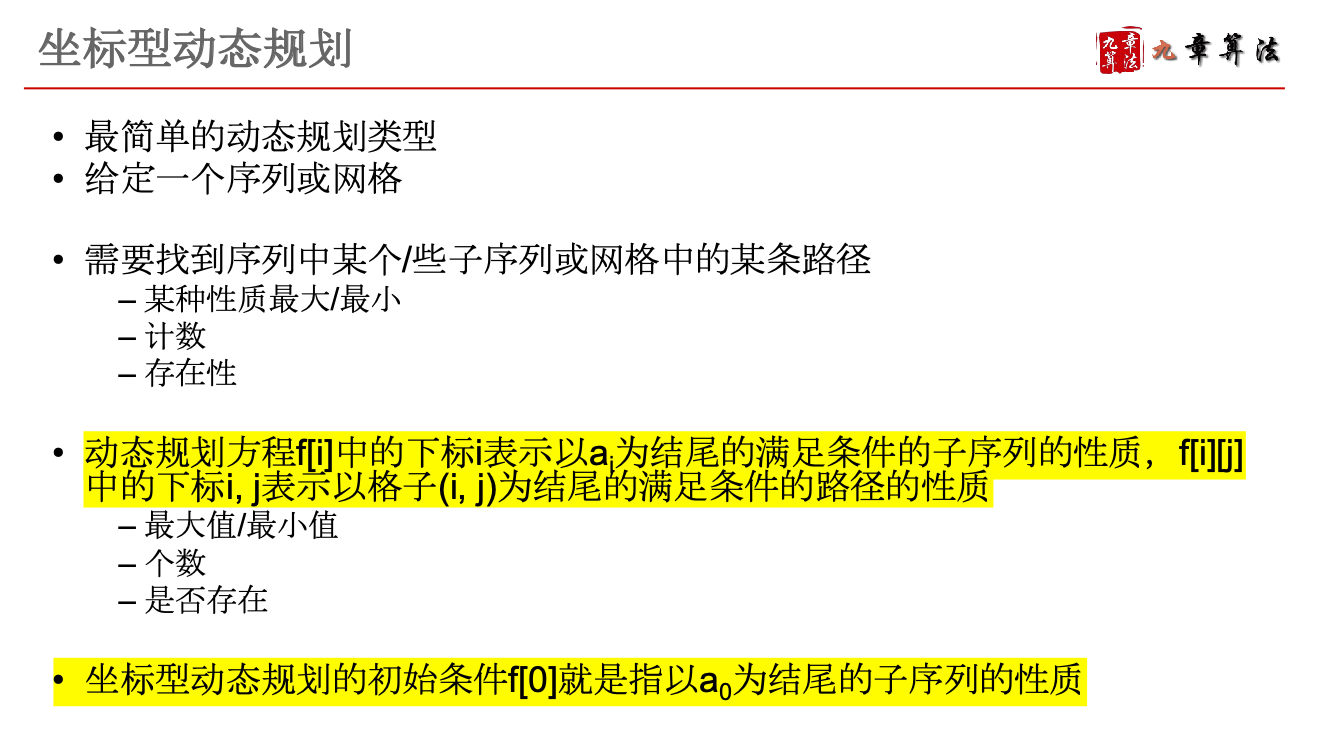 坐标型动态规划
九章算法
九章算法
• 最简单的动态规划类型
• 给定一个序列或网格
• 需要找到序列中某个/些子序列或网格中的某条路径
– 某种性质最大/最小
– 计数
– 存在性
• 动态规划方程f[i]中的下标i表示以aᵢ为结尾的满足条件的子序列的性质，f[i][j]
中的下标i, j表示以格子(i, j)为结尾的满足条件的路径的性质
– 最大值/最小值
– 个数
– 是否存在
• 坐标型动态规划的初始条件f[0]就是指以a₀为结尾的子序列的性质